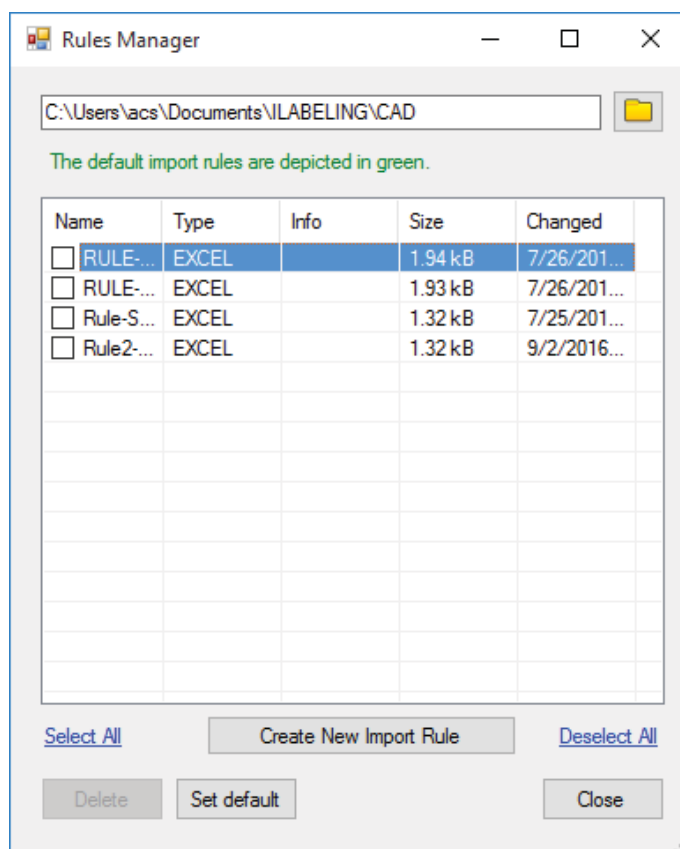 Rules Manager
C:\Users\acs\Documents\ILABELING\CAD
The default import rules are depicted in green.
Name Type Info Size Changed
RULE-... EXCEL 1.94 kB 7/26/201...
RULE-... EXCEL 1.93 kB 7/26/201...
Rule-S... EXCEL 1.32 kB 7/25/201...
Rule2-... EXCEL 1.32 kB 9/2/2016...
Select All Create New Import Rule Deselect All
Delete Set default Close